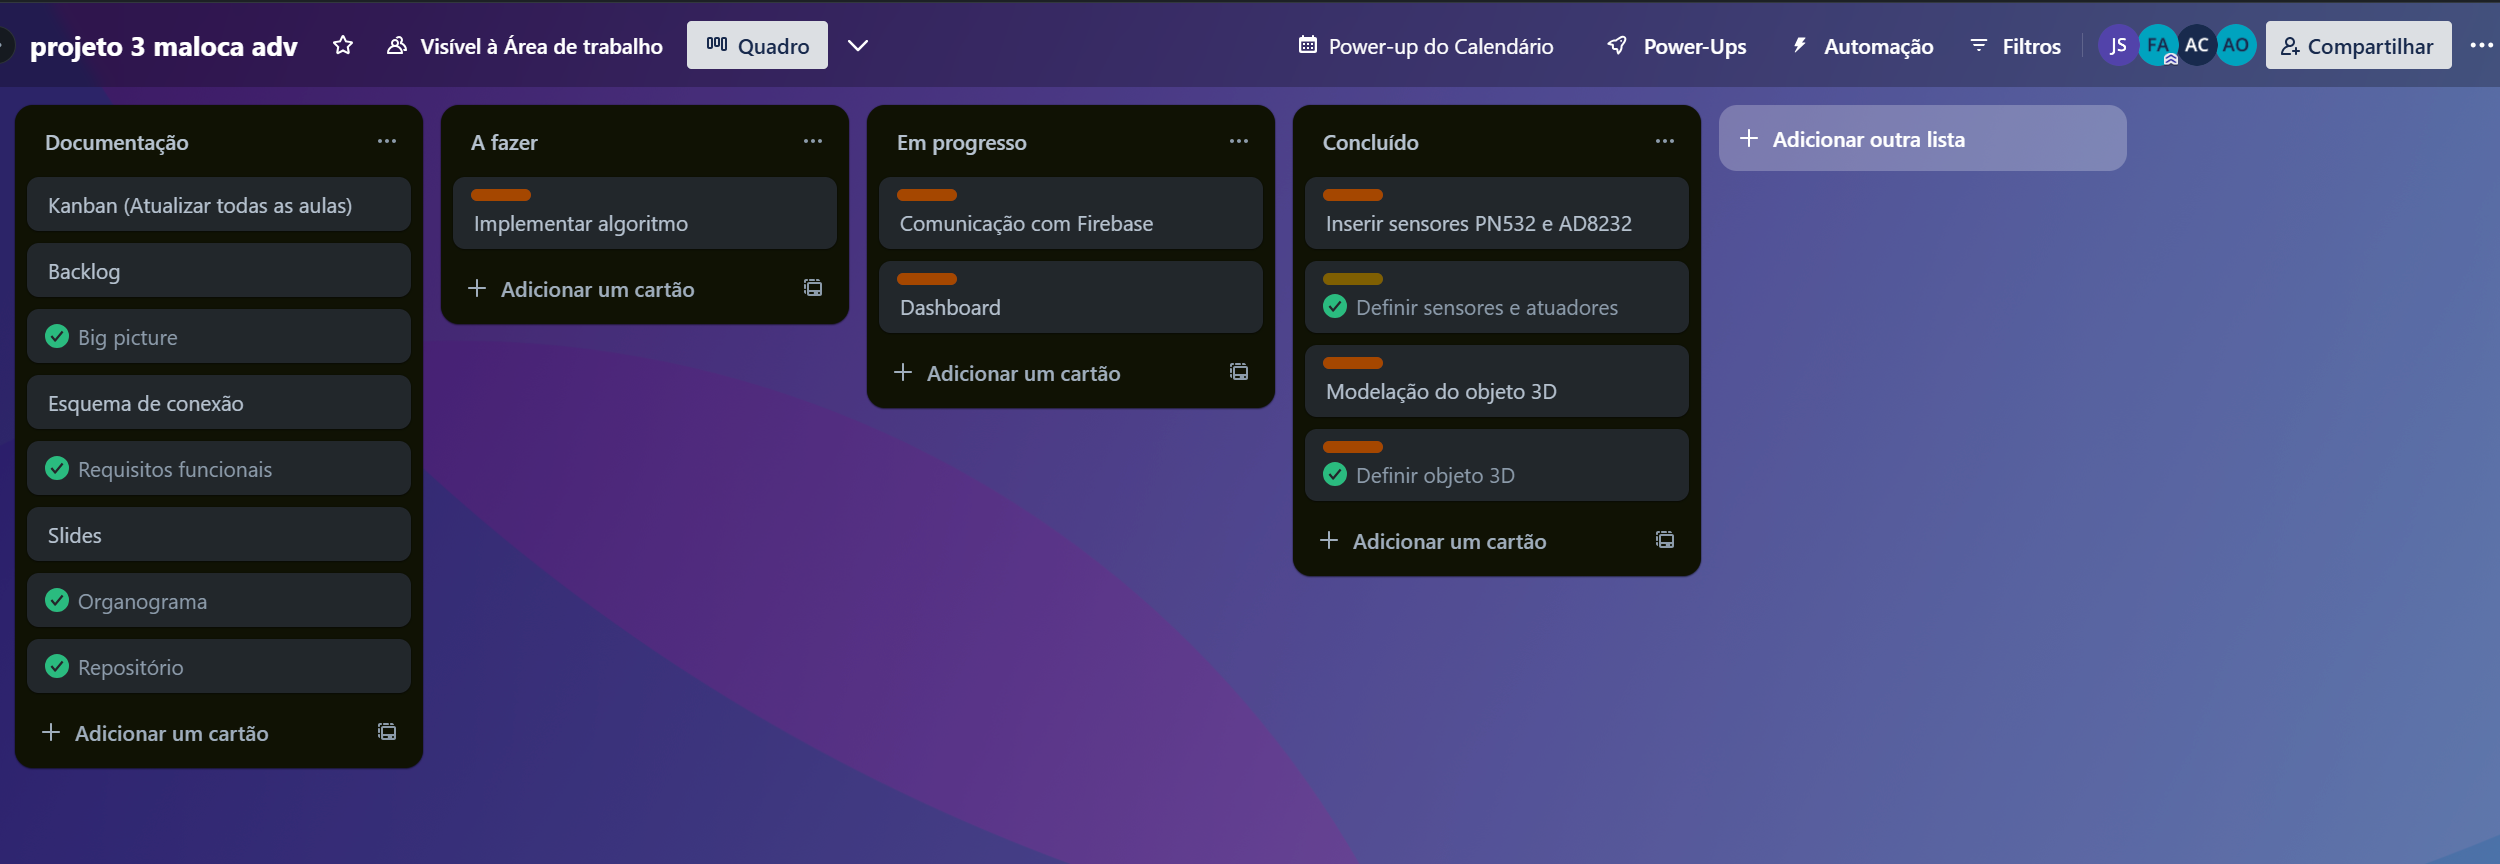 projeto 3 maloca adv
Visível à Área de trabalho
Quadro
Power-up do Calendário
Power-Ups
Automação
Filtros
JS
FA
AC
AO
Compartilhar
Documentação
Kanban (Atualizar todas as aulas)
Backlog
Big picture
Esquema de conexão
Requisitos funcionais
Slides
Organograma
Repositório
Adicionar um cartão
A fazer
Implementar algoritmo
Adicionar um cartão
Em progresso
Comunicação com Firebase
Dashboard
Adicionar um cartão
Concluído
Inserir sensores PN532 e AD8232
Definir sensores e atuadores
Modelação do objeto 3D
Definir objeto 3D
Adicionar um cartão
Adicionar outra lista